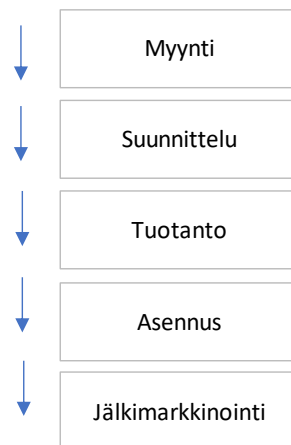 Myynti
Suunnittelu
Tuotanto
Asennus
Jälkimarkkinointi